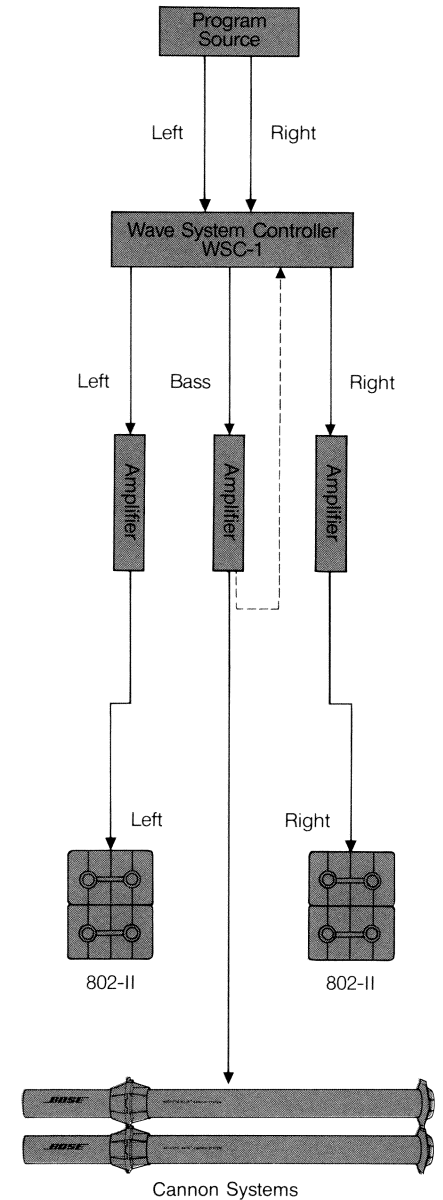 Program
Source
Left
Right
Wave System Controller
WSC-1
Left
Bass
Right
Amplifier
Amplifier
Amplifier
Left
Right
802-II
802-II
BOSE
BOSE
Cannon Systems